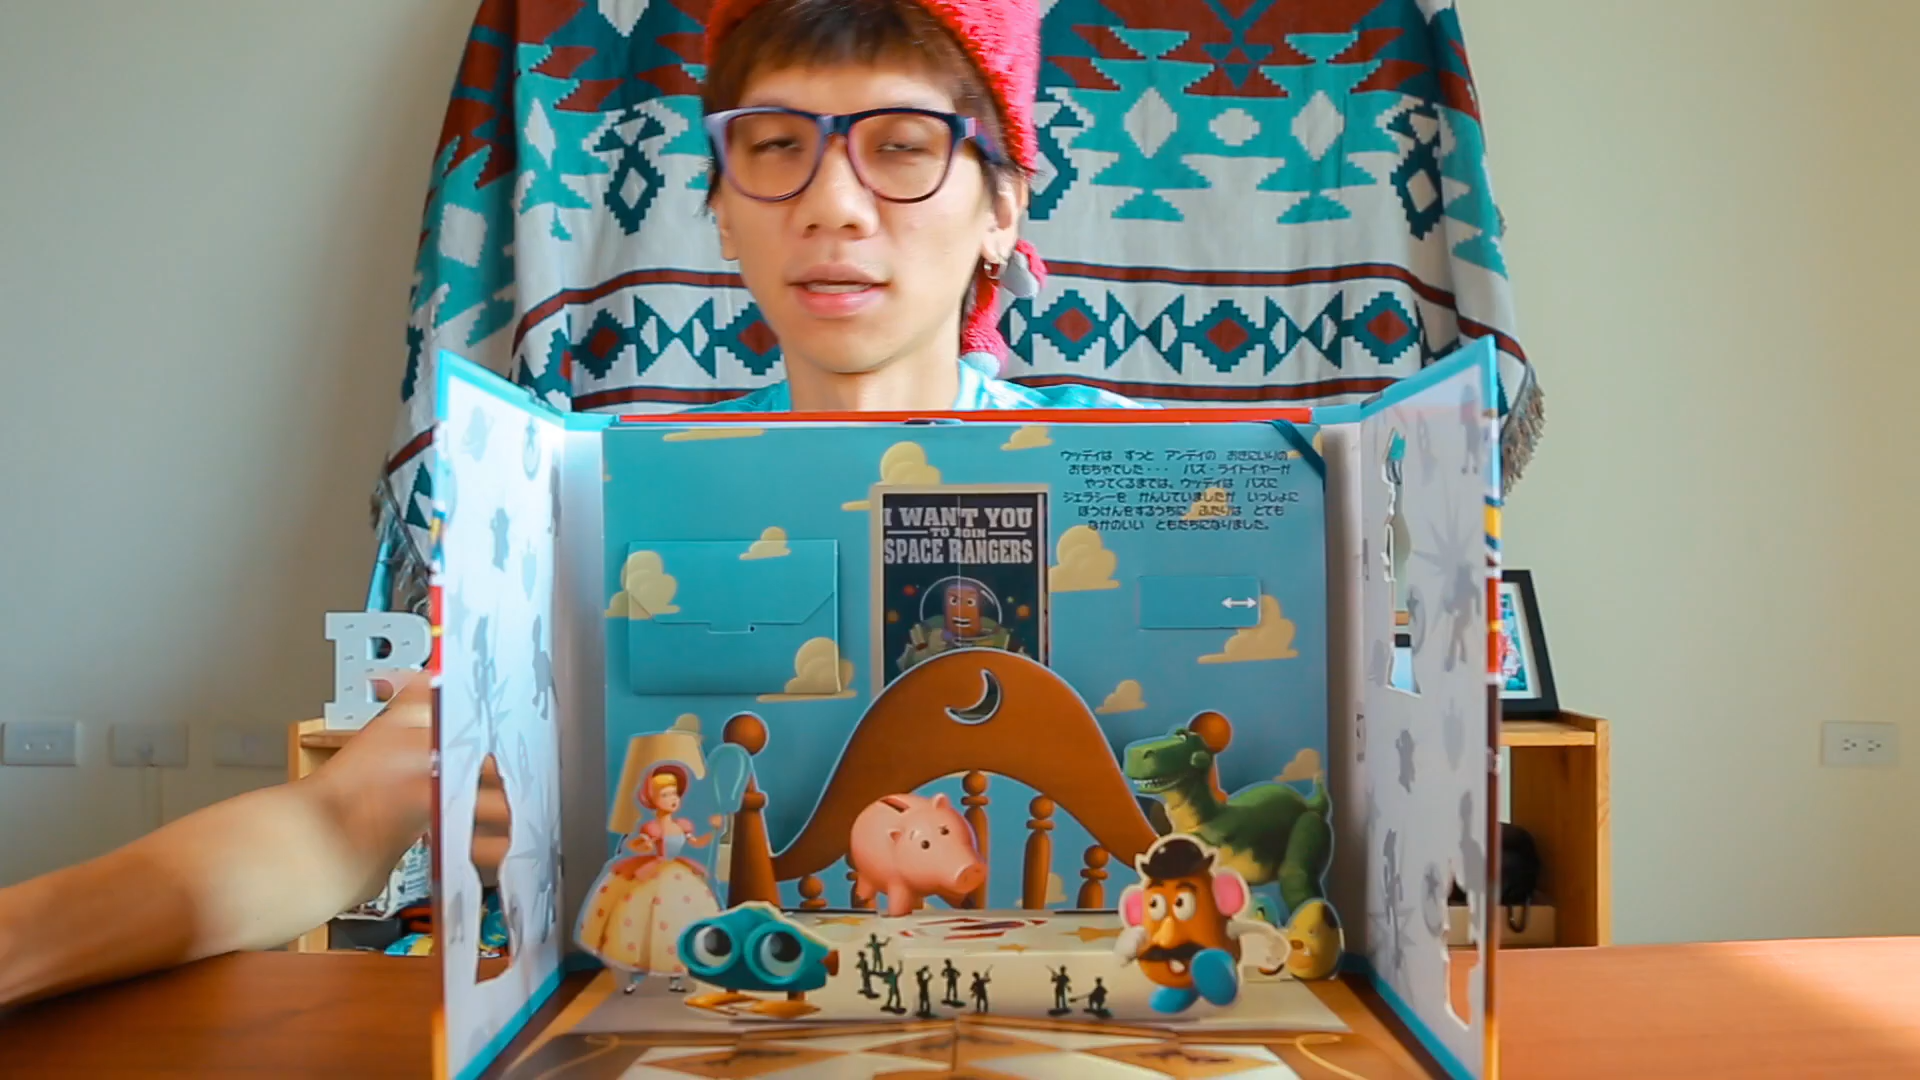 ウッディは ずっと アンディの おきにいりの
おもちゃでした・・・ バズ・ライトイヤーが
やってくるまでは。ウッディは バズに
ジェラシーを かんじていましたが いっしょに
ぼうけんをするうちに ふたりは とても
なかのいい ともだちになりました。
I WANT YOU
TO JOIN
SPACE RANGERS
B